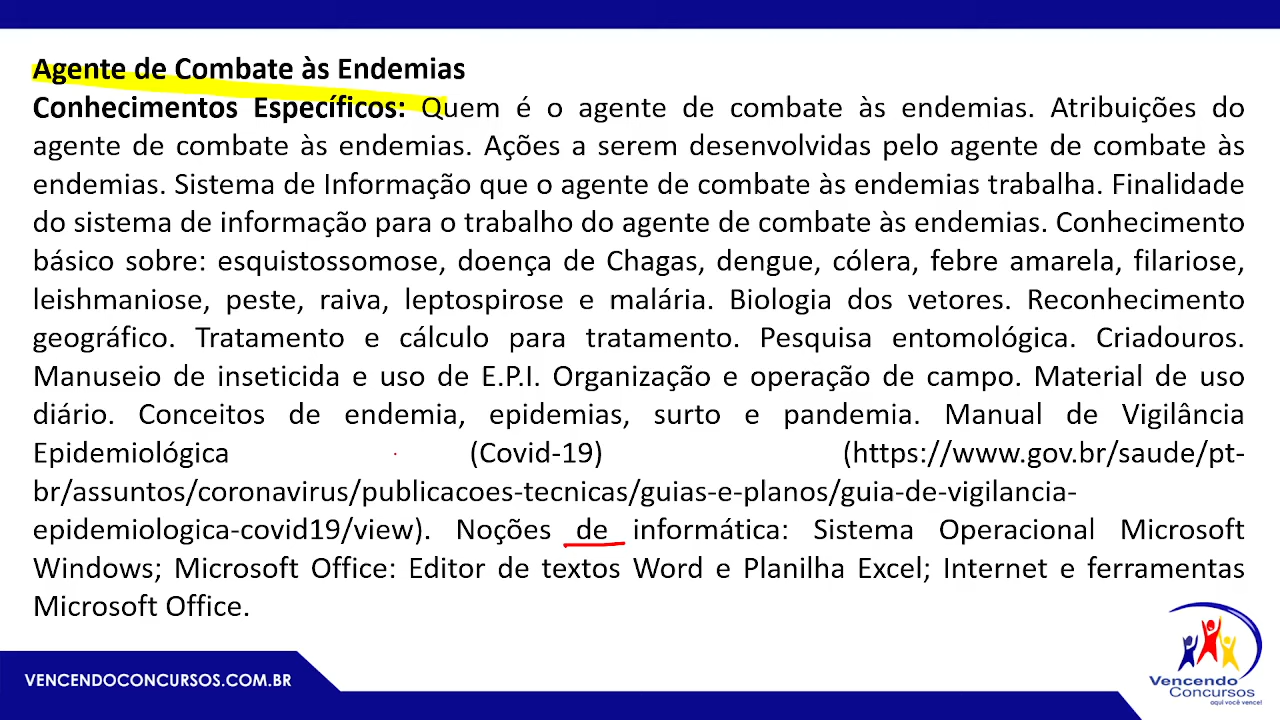 Agente de Combate às Endemias
Conhecimentos Específicos: Quem é o agente de combate às endemias. Atribuições do
agente de combate às endemias. Ações a serem desenvolvidas pelo agente de combate às
endemias. Sistema de Informação que o agente de combate às endemias trabalha. Finalidade
do sistema de informação para o trabalho do agente de combate às endemias. Conhecimento
básico sobre: esquistossomose, doença de Chagas, dengue, cólera, febre amarela, filariose,
leishmaniose, peste, raiva, leptospirose e malária. Biologia dos vetores. Reconhecimento
geográfico. Tratamento e cálculo para tratamento. Pesquisa entomológica. Criadouros.
Manuseio de inseticida e uso de E.P.I. Organização e operação de campo. Material de uso
diário. Conceitos de endemia, epidemias, surto e pandemia. Manual de Vigilância
Epidemiológica (Covid-19) (https://www.gov.br/saude/pt-
br/assuntos/coronavirus/publicacoes-tecnicas/guias-e-planos/guia-de-vigilancia-
epidemiologica-covid19/view). Noções de informática: Sistema Operacional Microsoft
Windows; Microsoft Office: Editor de textos Word e Planilha Excel; Internet e ferramentas
Microsoft Office.
VENCENDOCONCURSOS.COM.BR
Vencendo
Concursos
aqui você vence!